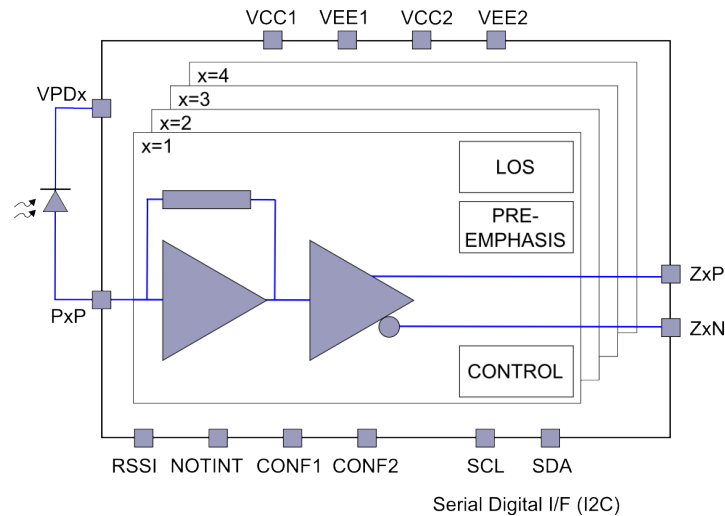 VCC1 VEE1 VCC2 VEE2
VPDx
x=4
x=3
x=2
x=1
LOS
PRE-
EMPHASIS
ZxP
PxP
ZxN
CONTROL
RSSI NOTINT CONF1 CONF2 SCL SDA
Serial Digital I/F (I2C)